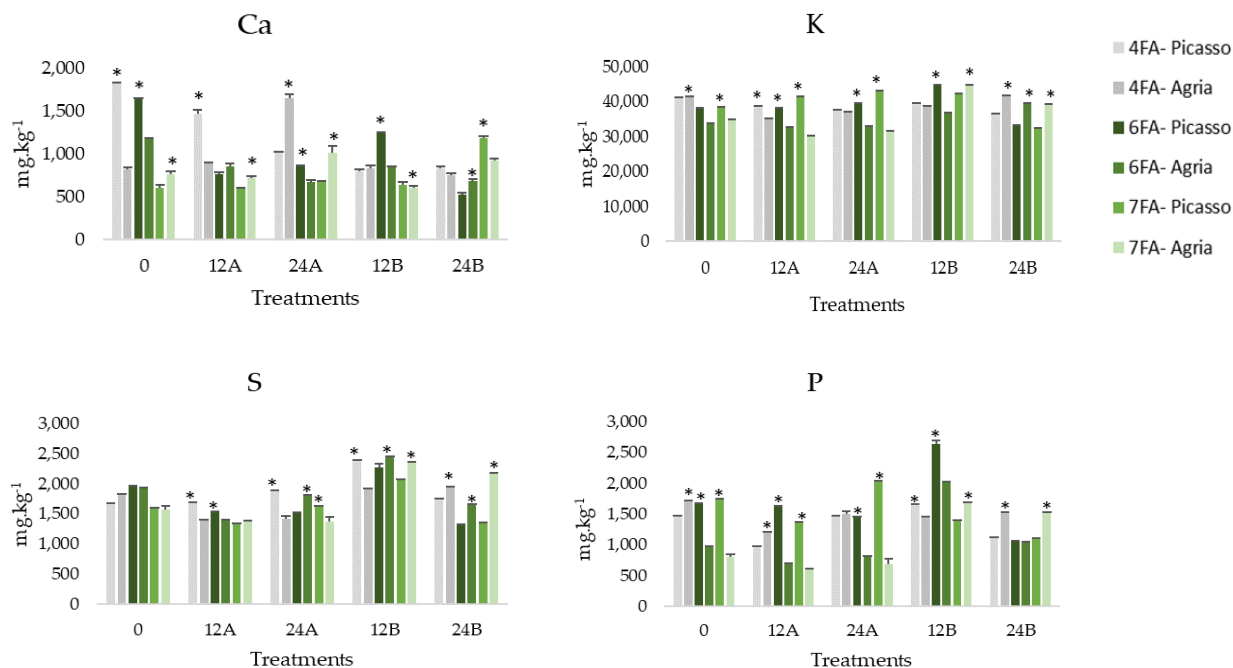 Ca
2,000
1,500
1,000
500
0
mg.kg⁻¹
* * * * * * * * * * * *
0 12A 24A 12B 24B
Treatments
K
50,000
40,000
30,000
20,000
10,000
0
mg.kg⁻¹
* * * * * * * * * * * * *
0 12A 24A 12B 24B
Treatments
4FA- Picasso
4FA- Agria
6FA- Picasso
6FA- Agria
7FA- Picasso
7FA- Agria
S
3,000
2,500
2,000
1,500
1,000
500
0
mg.kg⁻¹
* * * * * * * * * * *
0 12A 24A 12B 24B
Treatments
P
3,000
2,500
2,000
1,500
1,000
500
0
mg.kg⁻¹
* * * * * * * * * * * * *
0 12A 24A 12B 24B
Treatments